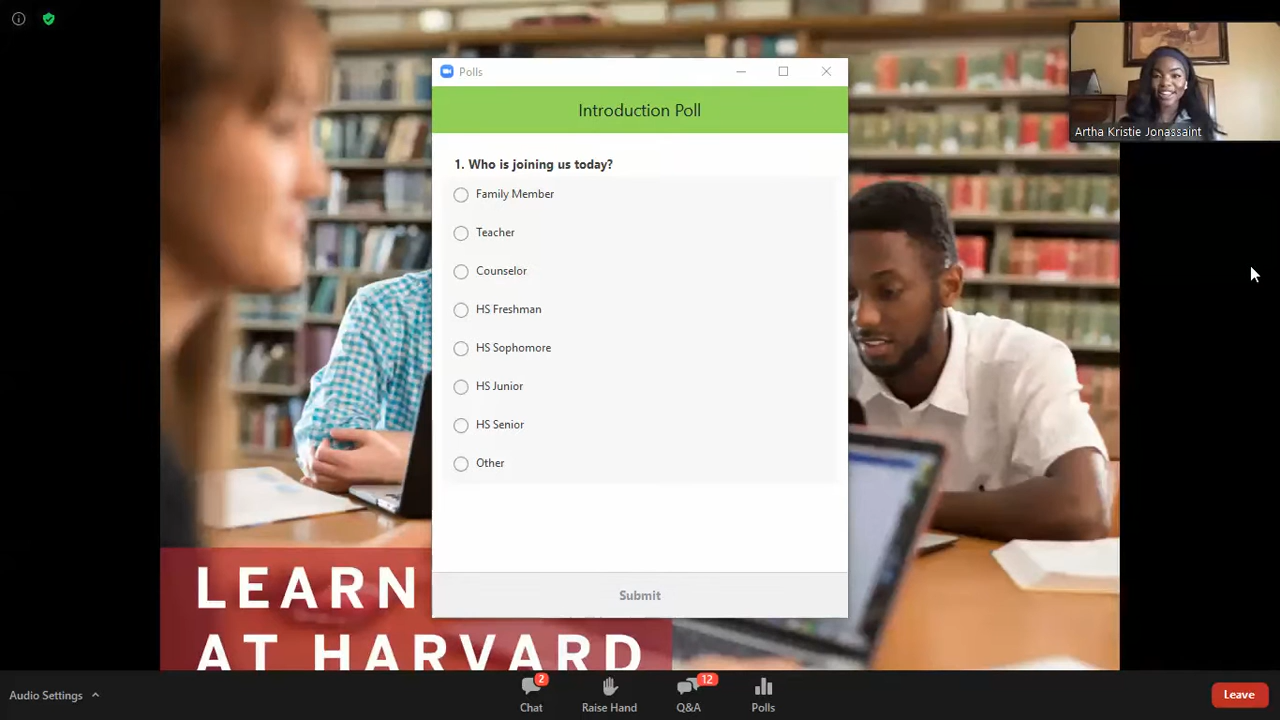 Polls
Artha Kristie Jonassaint
Introduction Poll
1. Who is joining us today?
Family Member
Teacher
Counselor
HS Freshman
HS Sophomore
HS Junior
HS Senior
Other
Submit
LEARN
AT HARVARD
Audio Settings
2
Chat
Raise Hand
12
Q&A
Polls
Leave